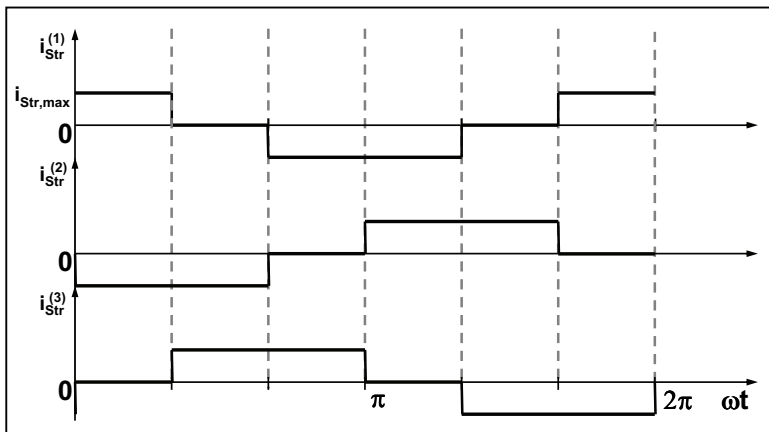 i_Str^(1)
i_Str,max
0
i_Str^(2)
0
i_Str^(3)
0
π 2π ωt